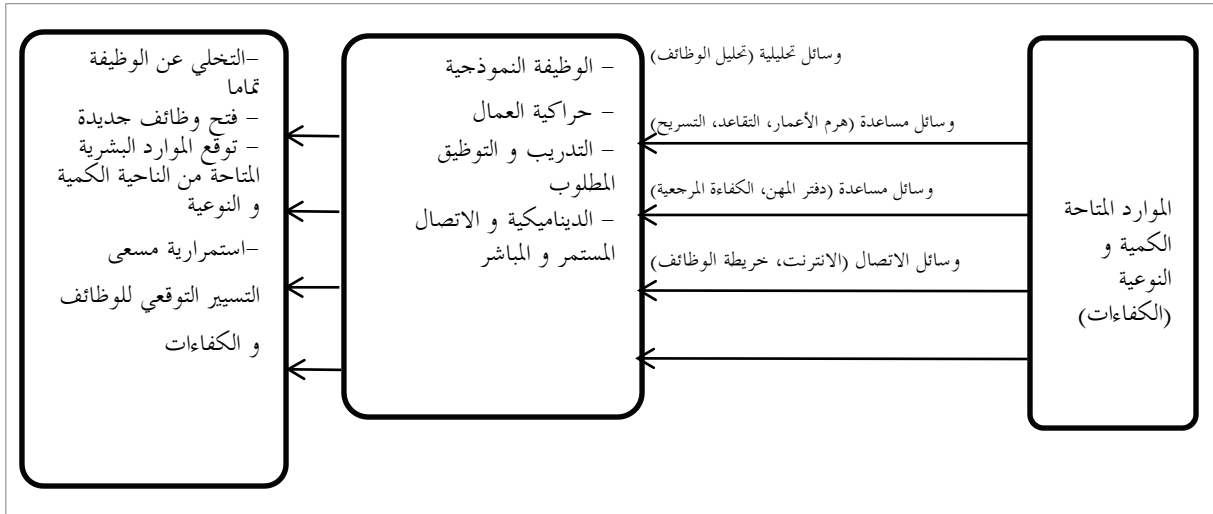 الموارد المتاحة
الكمية و
النوعية
(الكفاءات)
وسائل تحليلية (تحليل الوظائف)
وسائل مساعدة (هرم الأعمار، التقاعد، التسريح)
وسائل مساعدة (دفتر المهن، الكفاءة المرجعية)
وسائل الاتصال (الانترنت، خريطة الوظائف)
– الوظيفة النموذجية
– حراكية العمال
– التدريب و التوظيق
المطلوب
– الديناميكية و الاتصال
المستمر و المباشر
–التخلي عن الوظيفة
تماما
– فتح وظائف جديدة
– توقع الموارد البشرية
المتاحة من الناحية الكمية
و النوعية
–استمرارية مسعى
التسيير التوقعي للوظائف
و الكفاءات